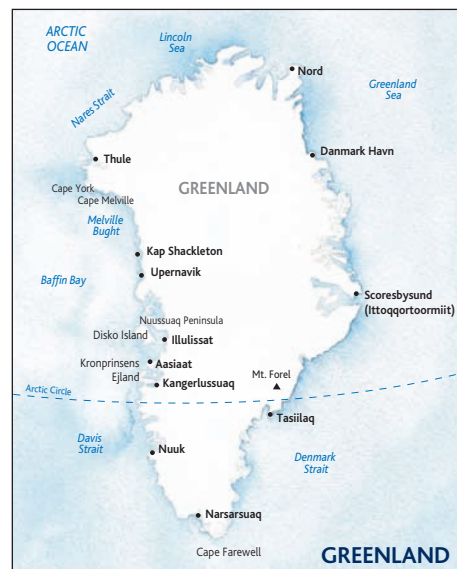 ARCTIC
OCEAN
Lincoln
Sea
Nord
Greenland
Sea
Nares Strait
Danmark Havn
Thule
GREENLAND
Cape York
Cape Melville
Melville
Bught
Kap Shackleton
Baffin Bay
Upernavik
Scoresbysund
(Ittoqqortoormiit)
Nuussuaq Peninsula
Disko Island
Illulissat
Kronprinsens
Ejland
Aasiaat
Mt. Forel
Kangerlussuaq
Arctic Circle
Tasiilaq
Davis
Strait
Nuuk
Denmark
Strait
Narsarsuaq
Cape Farewell
GREENLAND